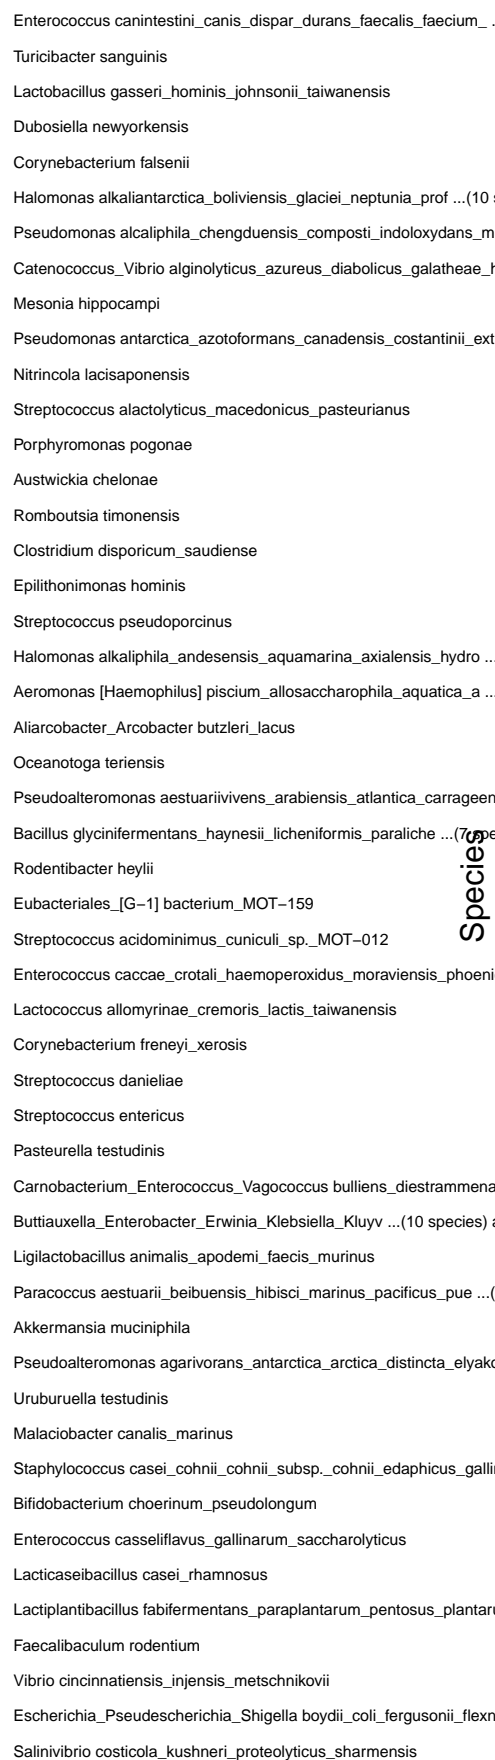 Enterococcus canintestini_canis_dispar_durans_faecalis_faecium_ .
Turicibacter sanguinis
Lactobacillus gasseri_hominis_johnsonii_taiwanensis
Dubosiella newyorkensis
Corynebacterium falsenii
Halomonas alkaliantarctica_boliviensis_glaciei_neptunia_prof ...(10 s
Pseudomonas alcaliphila_chengduensis_composti_indoloxydans_m
Catenococcus_Vibrio alginolyticus_azureus_diabolicus_galatheae_h
Mesonia hippocampi
Pseudomonas antarctica_azotoformans_canadensis_costantinii_ext
Nitrincola lacisaponensis
Streptococcus alactolyticus_macedonicus_pasteurianus
Porphyromonas pogonae
Austwickia chelonae
Romboutsia timonensis
Clostridium disporicum_saudiense
Epilithonimonas hominis
Streptococcus pseudoporcinus
Halomonas alkaliphila_andesensis_aquamarina_axialensis_hydro ...
Aeromonas [Haemophilus] piscium_allosaccharophila_aquatica_a ...
Aliarcobacter_Arcobacter butzleri_lacus
Oceanotoga teriensis
Pseudoalteromonas aestuariivivens_arabiensis_atlantica_carrageen
Bacillus glycinifermentans_haynesii_licheniformis_paraliche ...(7 spe
Species
Rodentibacter heylii
Eubacteriales_[G−1] bacterium_MOT−159
Streptococcus acidominimus_cuniculi_sp._MOT−012
Enterococcus caccae_crotali_haemoperoxidus_moraviensis_phoeni
Lactococcus allomyrinae_cremoris_lactis_taiwanensis
Corynebacterium freneyi_xerosis
Streptococcus danieliae
Streptococcus entericus
Pasteurella testudinis
Carnobacterium_Enterococcus_Vagococcus bulliens_diestrammena
Buttiauxella_Enterobacter_Erwinia_Klebsiella_Kluyv ...(10 species) a
Ligilactobacillus animalis_apodemi_faecis_murinus
Paracoccus aestuarii_beibuensis_hibisci_marinus_pacificus_pue ...(
Akkermansia muciniphila
Pseudoalteromonas agarivorans_antarctica_arctica_distincta_elyako
Uruburuella testudinis
Malaciobacter canalis_marinus
Staphylococcus casei_cohnii_cohnii_subsp._cohnii_edaphicus_galli
Bifidobacterium choerinum_pseudolongum
Enterococcus casseliflavus_gallinarum_saccharolyticus
Lacticaseibacillus casei_rhamnosus
Lactiplantibacillus fabifermentans_paraplantarum_pentosus_plantaru
Faecalibaculum rodentium
Vibrio cincinnatiensis_injensis_metschnikovii
Escherichia_Pseudescherichia_Shigella boydii_coli_fergusonii_flexn
Salinivibrio costicola_kushneri_proteolyticus_sharmensis